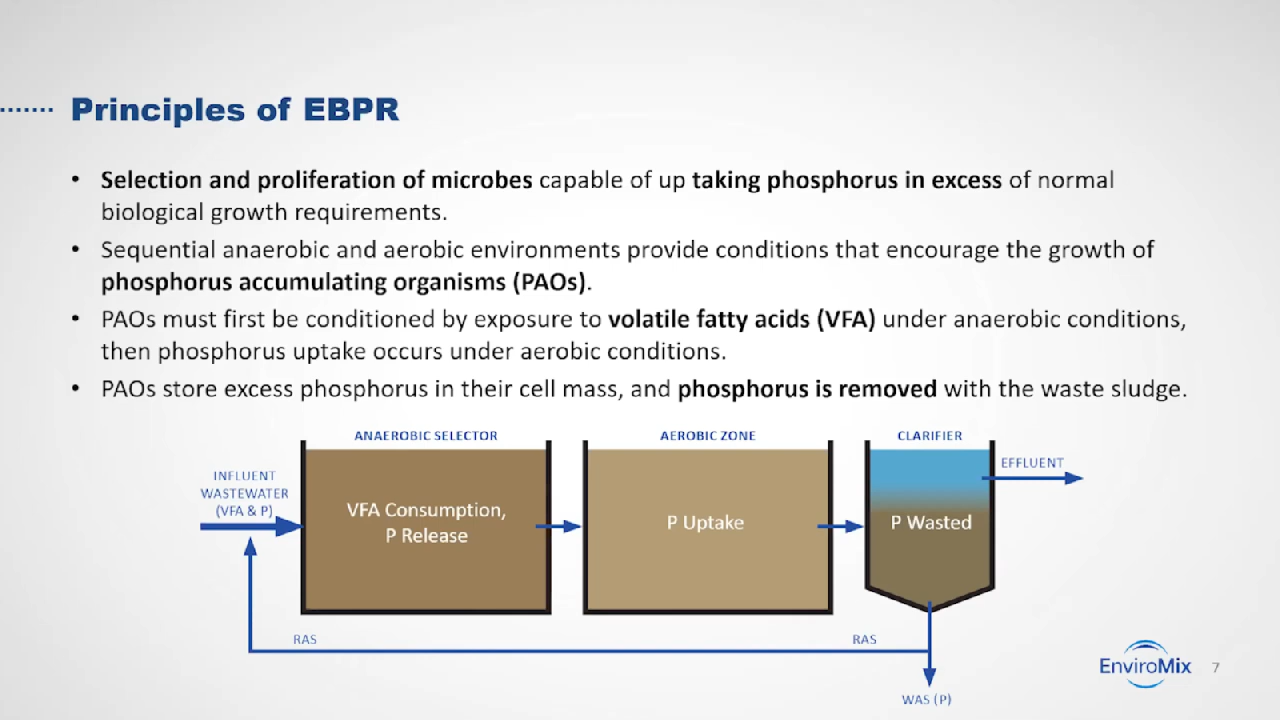 Principles of EBPR
• Selection and proliferation of microbes capable of up taking phosphorus in excess of normal
biological growth requirements.
• Sequential anaerobic and aerobic environments provide conditions that encourage the growth of
phosphorus accumulating organisms (PAOs).
• PAOs must first be conditioned by exposure to volatile fatty acids (VFA) under anaerobic conditions,
then phosphorus uptake occurs under aerobic conditions.
• PAOs store excess phosphorus in their cell mass, and phosphorus is removed with the waste sludge.
ANAEROBIC SELECTOR
AEROBIC ZONE
CLARIFIER
INFLUENT
WASTEWATER
(VFA & P)
VFA Consumption,
P Release
P Uptake
P Wasted
EFFLUENT
RAS
RAS
WAS (P)
EnviroMix
7